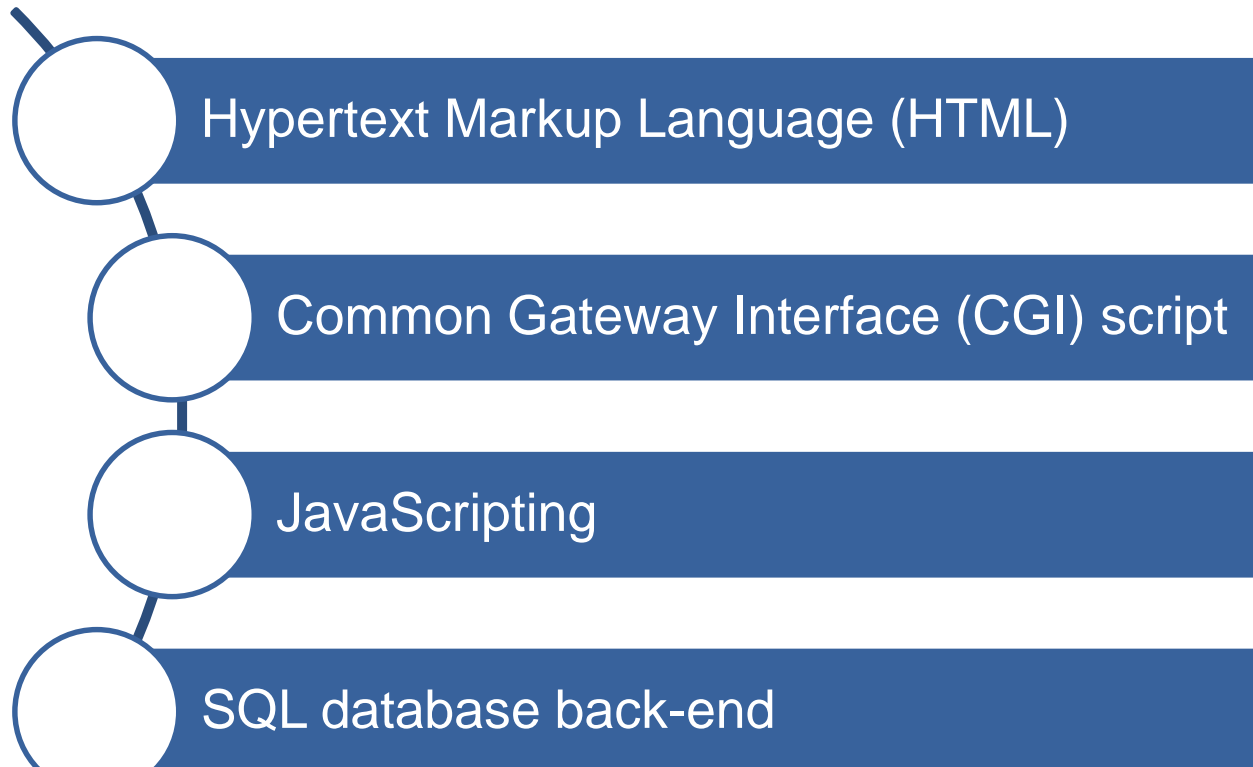 Hypertext Markup Language (HTML)
Common Gateway Interface (CGI) script
JavaScripting
SQL database back-end